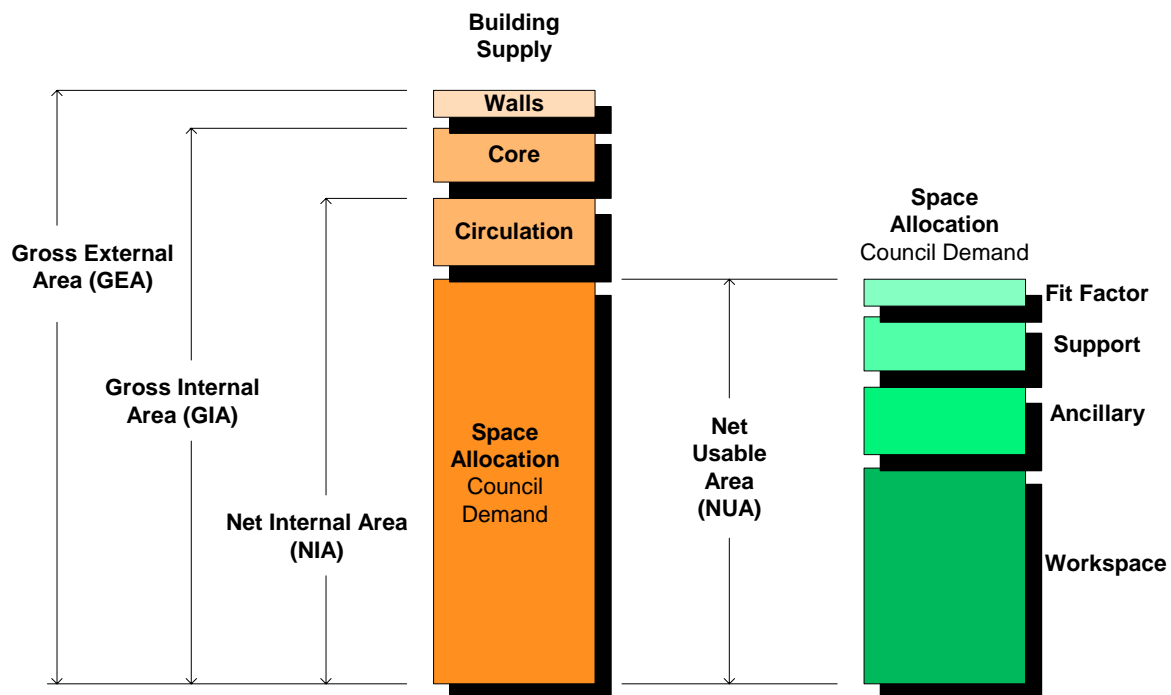 Building
Supply
Walls
Core
Circulation
Space
Allocation
Council
Demand
Gross External
Area (GEA)
Gross Internal
Area (GIA)
Net Internal Area
(NIA)
Net
Usable
Area
(NUA)
Space
Allocation
Council Demand
Fit Factor
Support
Ancillary
Workspace